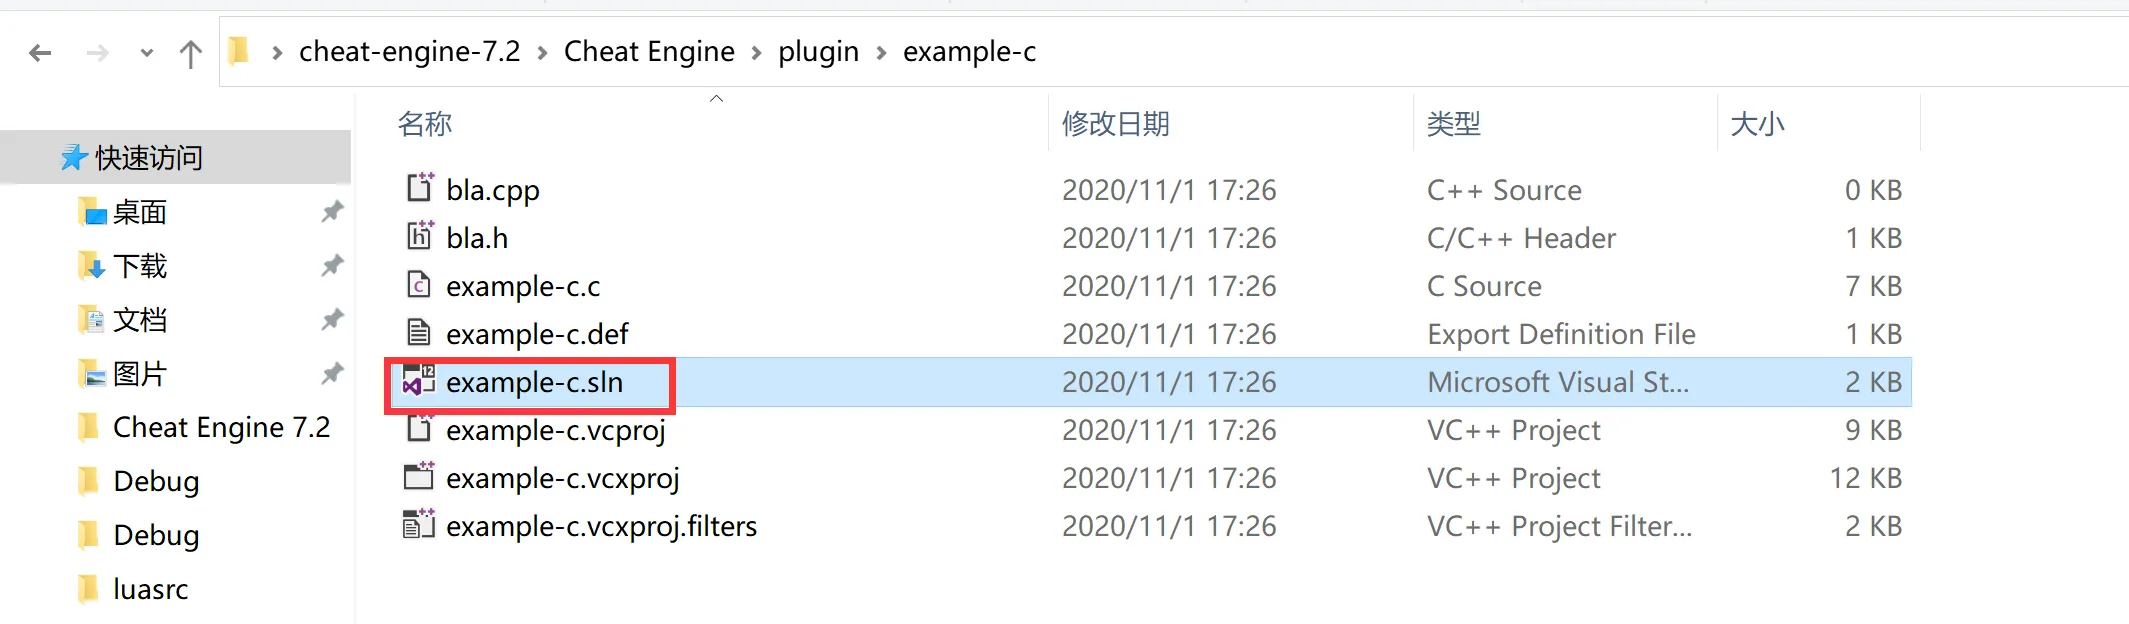 cheat-engine-7.2 > Cheat Engine > plugin > example-c
名称 修改日期 类型 大小
快速访问
桌面
下载
文档
图片
Cheat Engine 7.2
Debug
Debug
luasrc
bla.cpp 2020/11/1 17:26 C++ Source 0 KB
bla.h 2020/11/1 17:26 C/C++ Header 1 KB
example-c.c 2020/11/1 17:26 C Source 7 KB
example-c.def 2020/11/1 17:26 Export Definition File 1 KB
example-c.sln 2020/11/1 17:26 Microsoft Visual St... 2 KB
example-c.vcproj 2020/11/1 17:26 VC++ Project 9 KB
example-c.vcxproj 2020/11/1 17:26 VC++ Project 12 KB
example-c.vcxproj.filters 2020/11/1 17:26 VC++ Project Filter... 2 KB